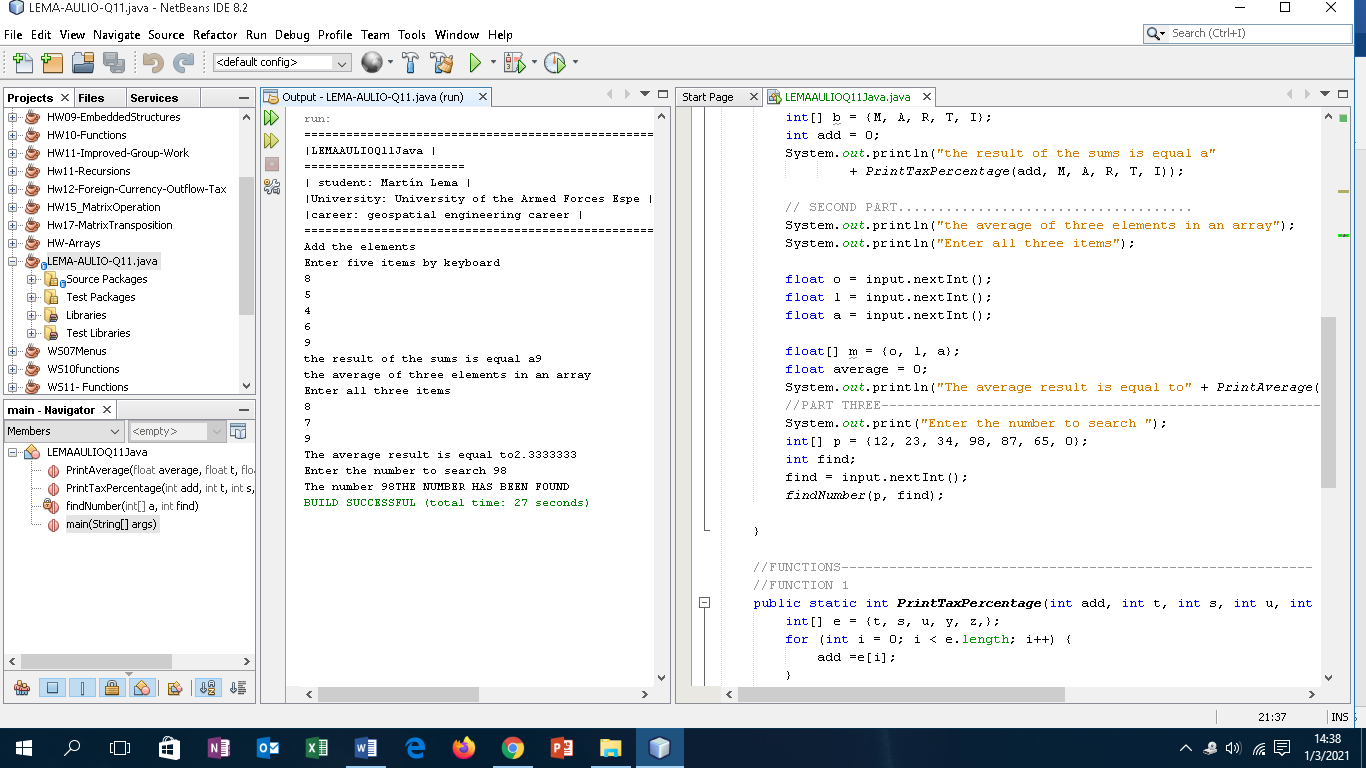 LEMA-AULIO-Q11.java - NetBeans IDE 8.2
File Edit View Navigate Source Refactor Run Debug Profile Team Tools Window Help
Search (Ctrl+I)
<default config>
Projects Files Services
HW09-EmbeddedStructures
HW10-Functions
HW11-Improved-Group-Work
Hw11-Recursions
Hw12-Foreign-Currency-Outflow-Tax
HW15_MatrixOperation
Hw17-MatrixTransposition
HW-Arrays
LEMA-AULIO-Q11.java
Source Packages
Test Packages
Libraries
Test Libraries
WS07Menus
WS10functions
WS11- Functions
main - Navigator
Members <empty>
LEMAAULIOQ11Java
PrintAverage(float average, float t, floa
PrintTaxPercentage(int add, int t, int s,
findNumber(int[] a, int find)
main(String[] args)
Output - LEMA-AULIO-Q11.java (run)
run:
==================================================
|LEMAAULIOQ11Java |
=======================
| student: Martín Lema |
|University: University of the Armed Forces Espe |
|career: geospatial engineering career |
==================================================
Add the elements
Enter five items by keyboard
8
5
4
6
9
the result of the sums is equal a9
the average of three elements in an array
Enter all three items
8
7
9
The average result is equal to2.3333333
Enter the number to search 98
The number 98THE NUMBER HAS BEEN FOUND
BUILD SUCCESSFUL (total time: 27 seconds)
Start Page LEMAAULIOQ11Java.java
int[] b = {M, A, R, T, I};
int add = 0;
System.out.println("the result of the sums is equal a"
+ PrintTaxPercentage(add, M, A, R, T, I));
// SECOND PART.....................................
System.out.println("the average of three elements in an array");
System.out.println("Enter all three items");
float o = input.nextInt();
float l = input.nextInt();
float a = input.nextInt();
float[] m = {o, l, a};
float average = 0;
System.out.println("The average result is equal to" + PrintAverage(
//PART THREE-------------------------------------------------------
System.out.print("Enter the number to search ");
int[] p = {12, 23, 34, 98, 87, 65, 0};
int find;
find = input.nextInt();
findNumber(p, find);
}
//FUNCTIONS-----------------------------------------------------------
//FUNCTION 1
public static int PrintTaxPercentage(int add, int t, int s, int u, int
int[] e = {t, s, u, y, z,};
for (int i = 0; i < e.length; i++) {
add =e[i];
}
21:37 INS
14:38
1/3/2021